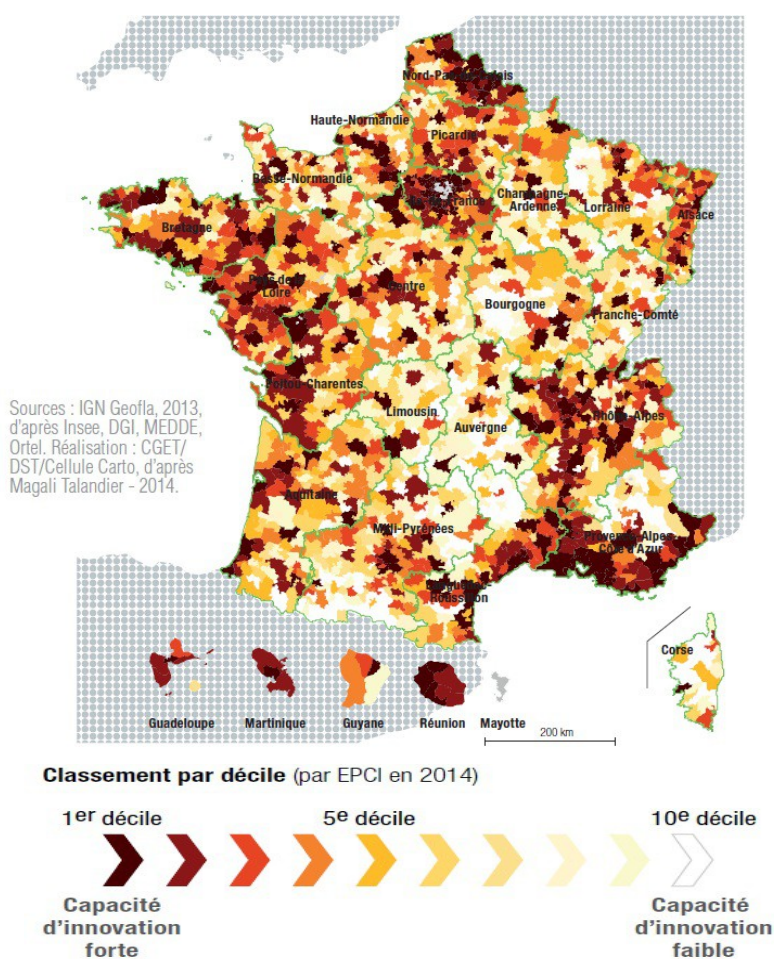 Nord-Pas-de-Calais
Haute-Normandie
Picardie
Basse-Normandie
Île-de-France
Champagne-
Ardenne
Lorraine
Alsace
Bretagne
Pays de la
Loire
Centre
Bourgogne
Franche-Comté
Poitou-Charentes
Sources : IGN Geofla, 2013,
d'après Insee, DGI, MEDDE,
Ortel. Réalisation : CGET/
DST/Cellule Carto, d'après
Magali Talandier - 2014.
Limousin
Auvergne
Rhône-Alpes
Aquitaine
Midi-Pyrénées
Provence-Alpes-
Côte d'Azur
Languedoc-
Roussillon
Corse
Guadeloupe
Martinique
Guyane
Réunion
Mayotte
200 km
Classement par décile (par EPCI en 2014)
1er décile
5e décile
10e décile
Capacité
d'innovation
forte
Capacité
d'innovation
faible